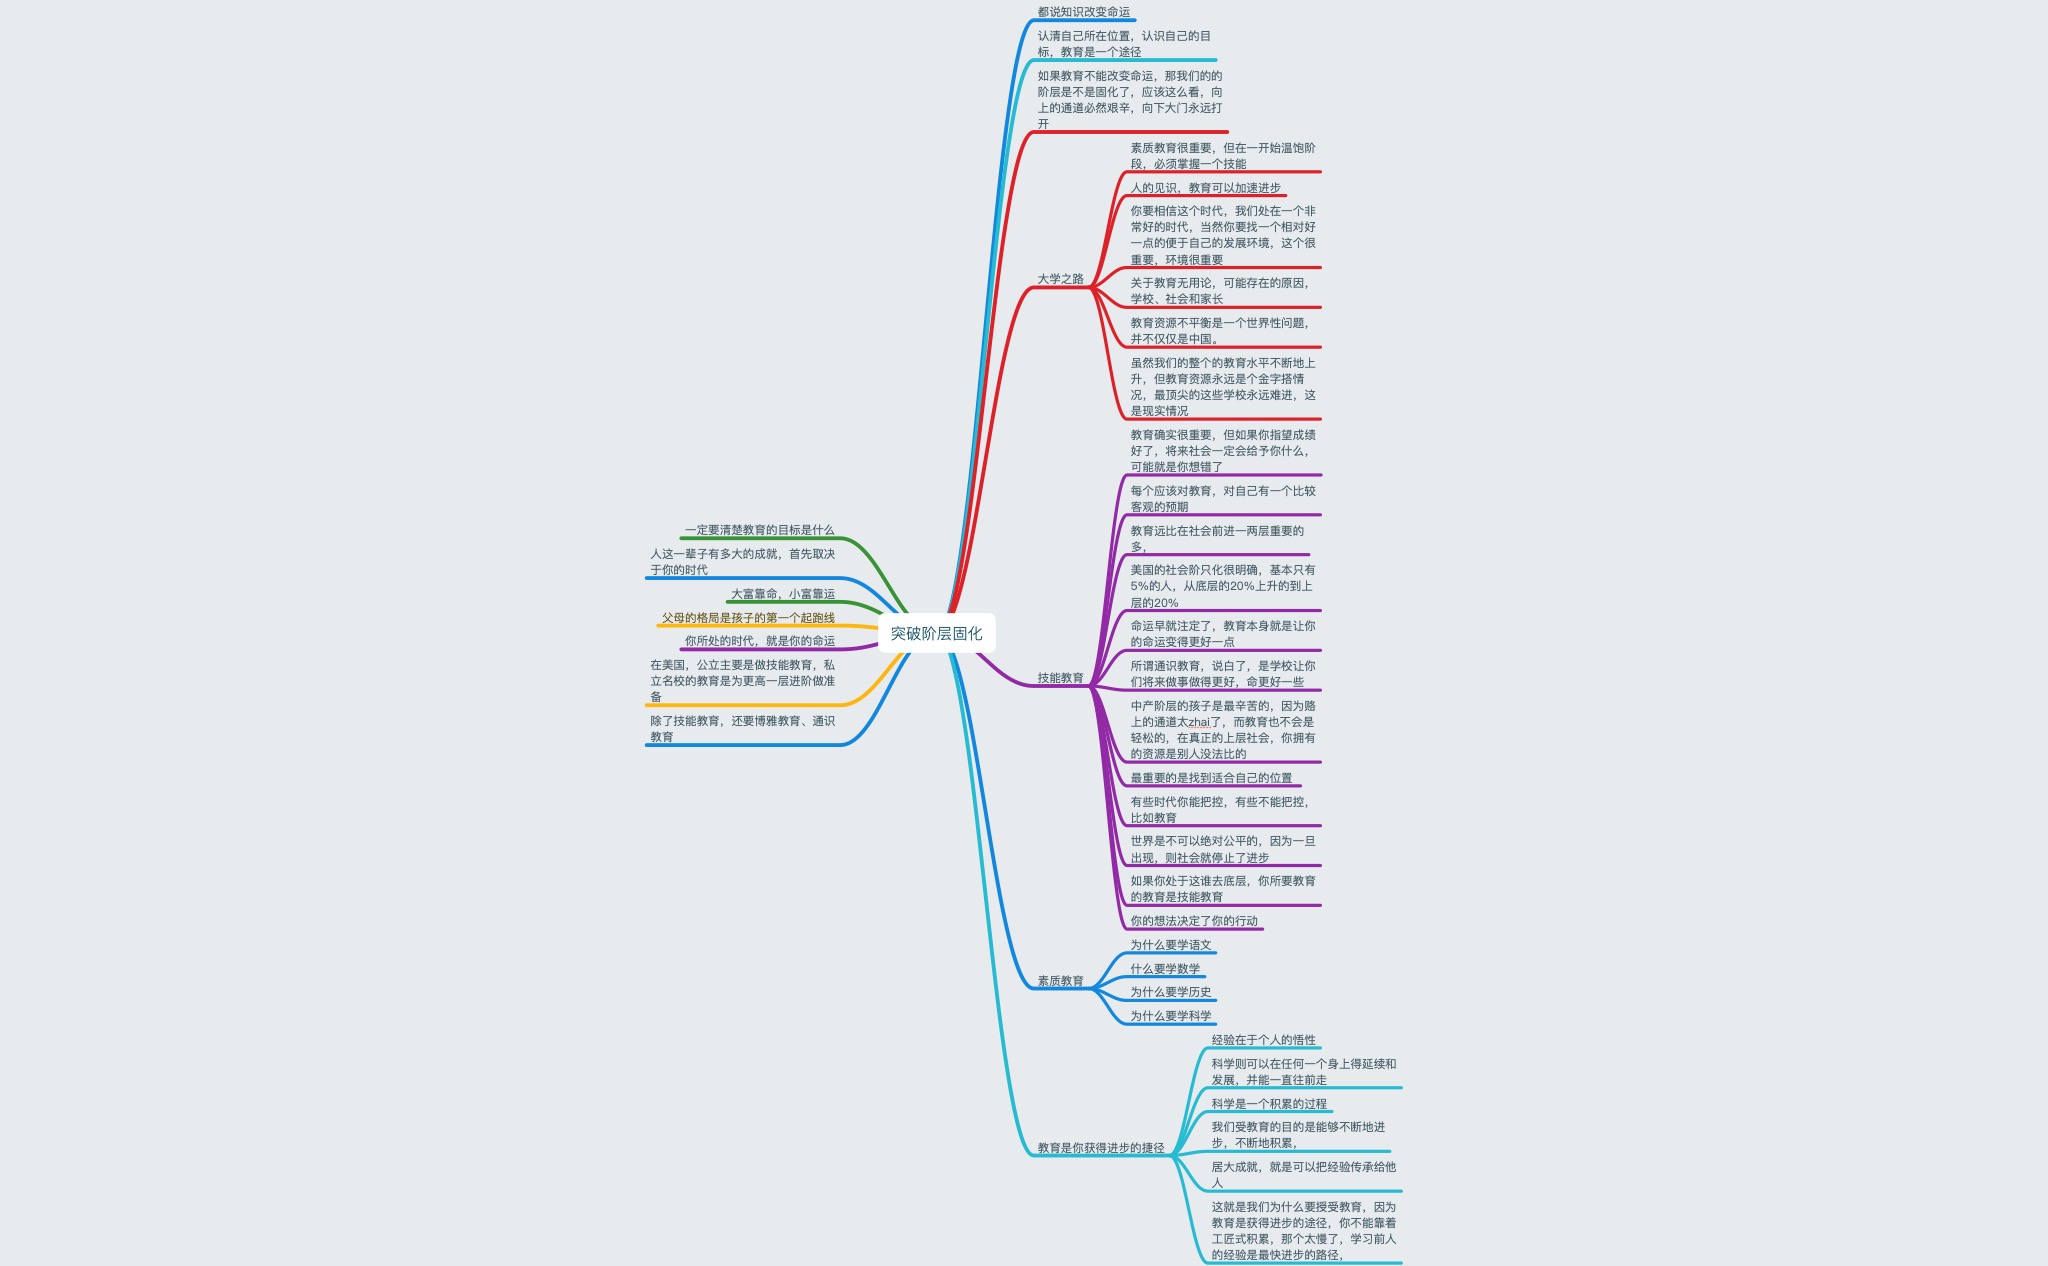 都说知识改变命运
认清自己所在位置，认识自己的目
标，教育是一个途径
如果教育不能改变命运，那我们的的
阶层是不是固化了，应该这么看，向
上的通道必然艰辛，向下大门永远打
开
大学之路
素质教育很重要，但在一开始温饱阶
段，必须掌握一个技能
人的见识，教育可以加速进步
你要相信这个时代，我们处在一个非
常好的时代，当然你要找一个相对好
一点的便于自己的发展环境，这个很
重要，环境很重要
关于教育无用论，可能存在的原因，
学校、社会和家长
教育资源不平衡是一个世界性问题，
并不仅仅是中国。
虽然我们的整个的教育水平不断地上
升，但教育资源永远是个金字搭情
况，最顶尖的这些学校永远难进，这
是现实情况
技能教育
教育确实很重要，但如果你指望成绩
好了，将来社会一定会给予你什么，
可能就是你想错了
每个应该对教育，对自己有一个比较
客观的预期
教育远比在社会前进一两层重要的
多，
美国的社会阶只化很明确，基本只有
5%的人，从底层的20%上升的到上
层的20%
命运早就注定了，教育本身就是让你
的命运变得更好一点
所谓通识教育，说白了，是学校让你
们将来做事做得更好，命更好一些
中产阶层的孩子是最辛苦的，因为赂
上的通道太zhai了，而教育也不会是
轻松的，在真正的上层社会，你拥有
的资源是别人没法比的
最重要的是找到适合自己的位置
有些时代你能把控，有些不能把控，
比如教育
世界是不可以绝对公平的，因为一旦
出现，则社会就停止了进步
如果你处于这谁去底层，你所要教育
的教育是技能教育
你的想法决定了你的行动
素质教育
为什么要学语文
什么要学数学
为什么要学历史
为什么要学科学
教育是你获得进步的捷径
经验在于个人的悟性
科学则可以在任何一个身上得延续和
发展，并能一直往前走
科学是一个积累的过程
我们受教育的目的是能够不断地进
步，不断地积累，
居大成就，就是可以把经验传承给他
人
这就是我们为什么要授受教育，因为
教育是获得进步的途径，你不能靠着
工匠式积累，那个太慢了，学习前人
的经验是最快进步的路径，
突破阶层固化
一定要清楚教育的目标是什么
人这一辈子有多大的成就，首先取决
于你的时代
大富靠命，小富靠运
父母的格局是孩子的第一个起跑线
你所处的时代，就是你的命运
在美国，公立主要是做技能教育，私
立名校的教育是为更高一层进阶做准
备
除了技能教育，还要博雅教育、通识
教育